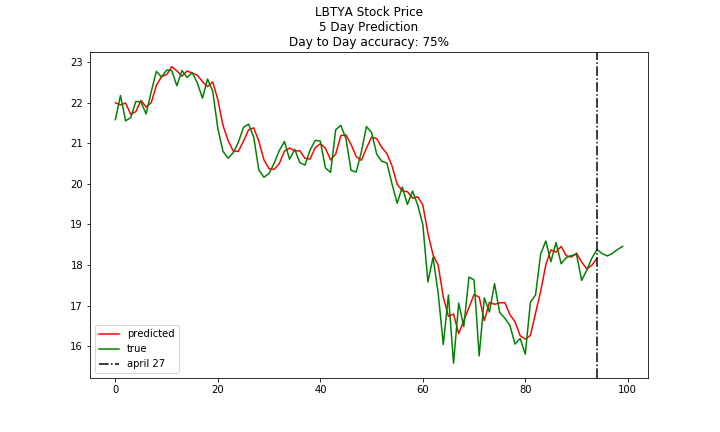 LBTYA Stock Price
5 Day Prediction
Day to Day accuracy: 75%
23
22
21
20
19
18
17
16
predicted
true
april 27
0 20 40 60 80 100